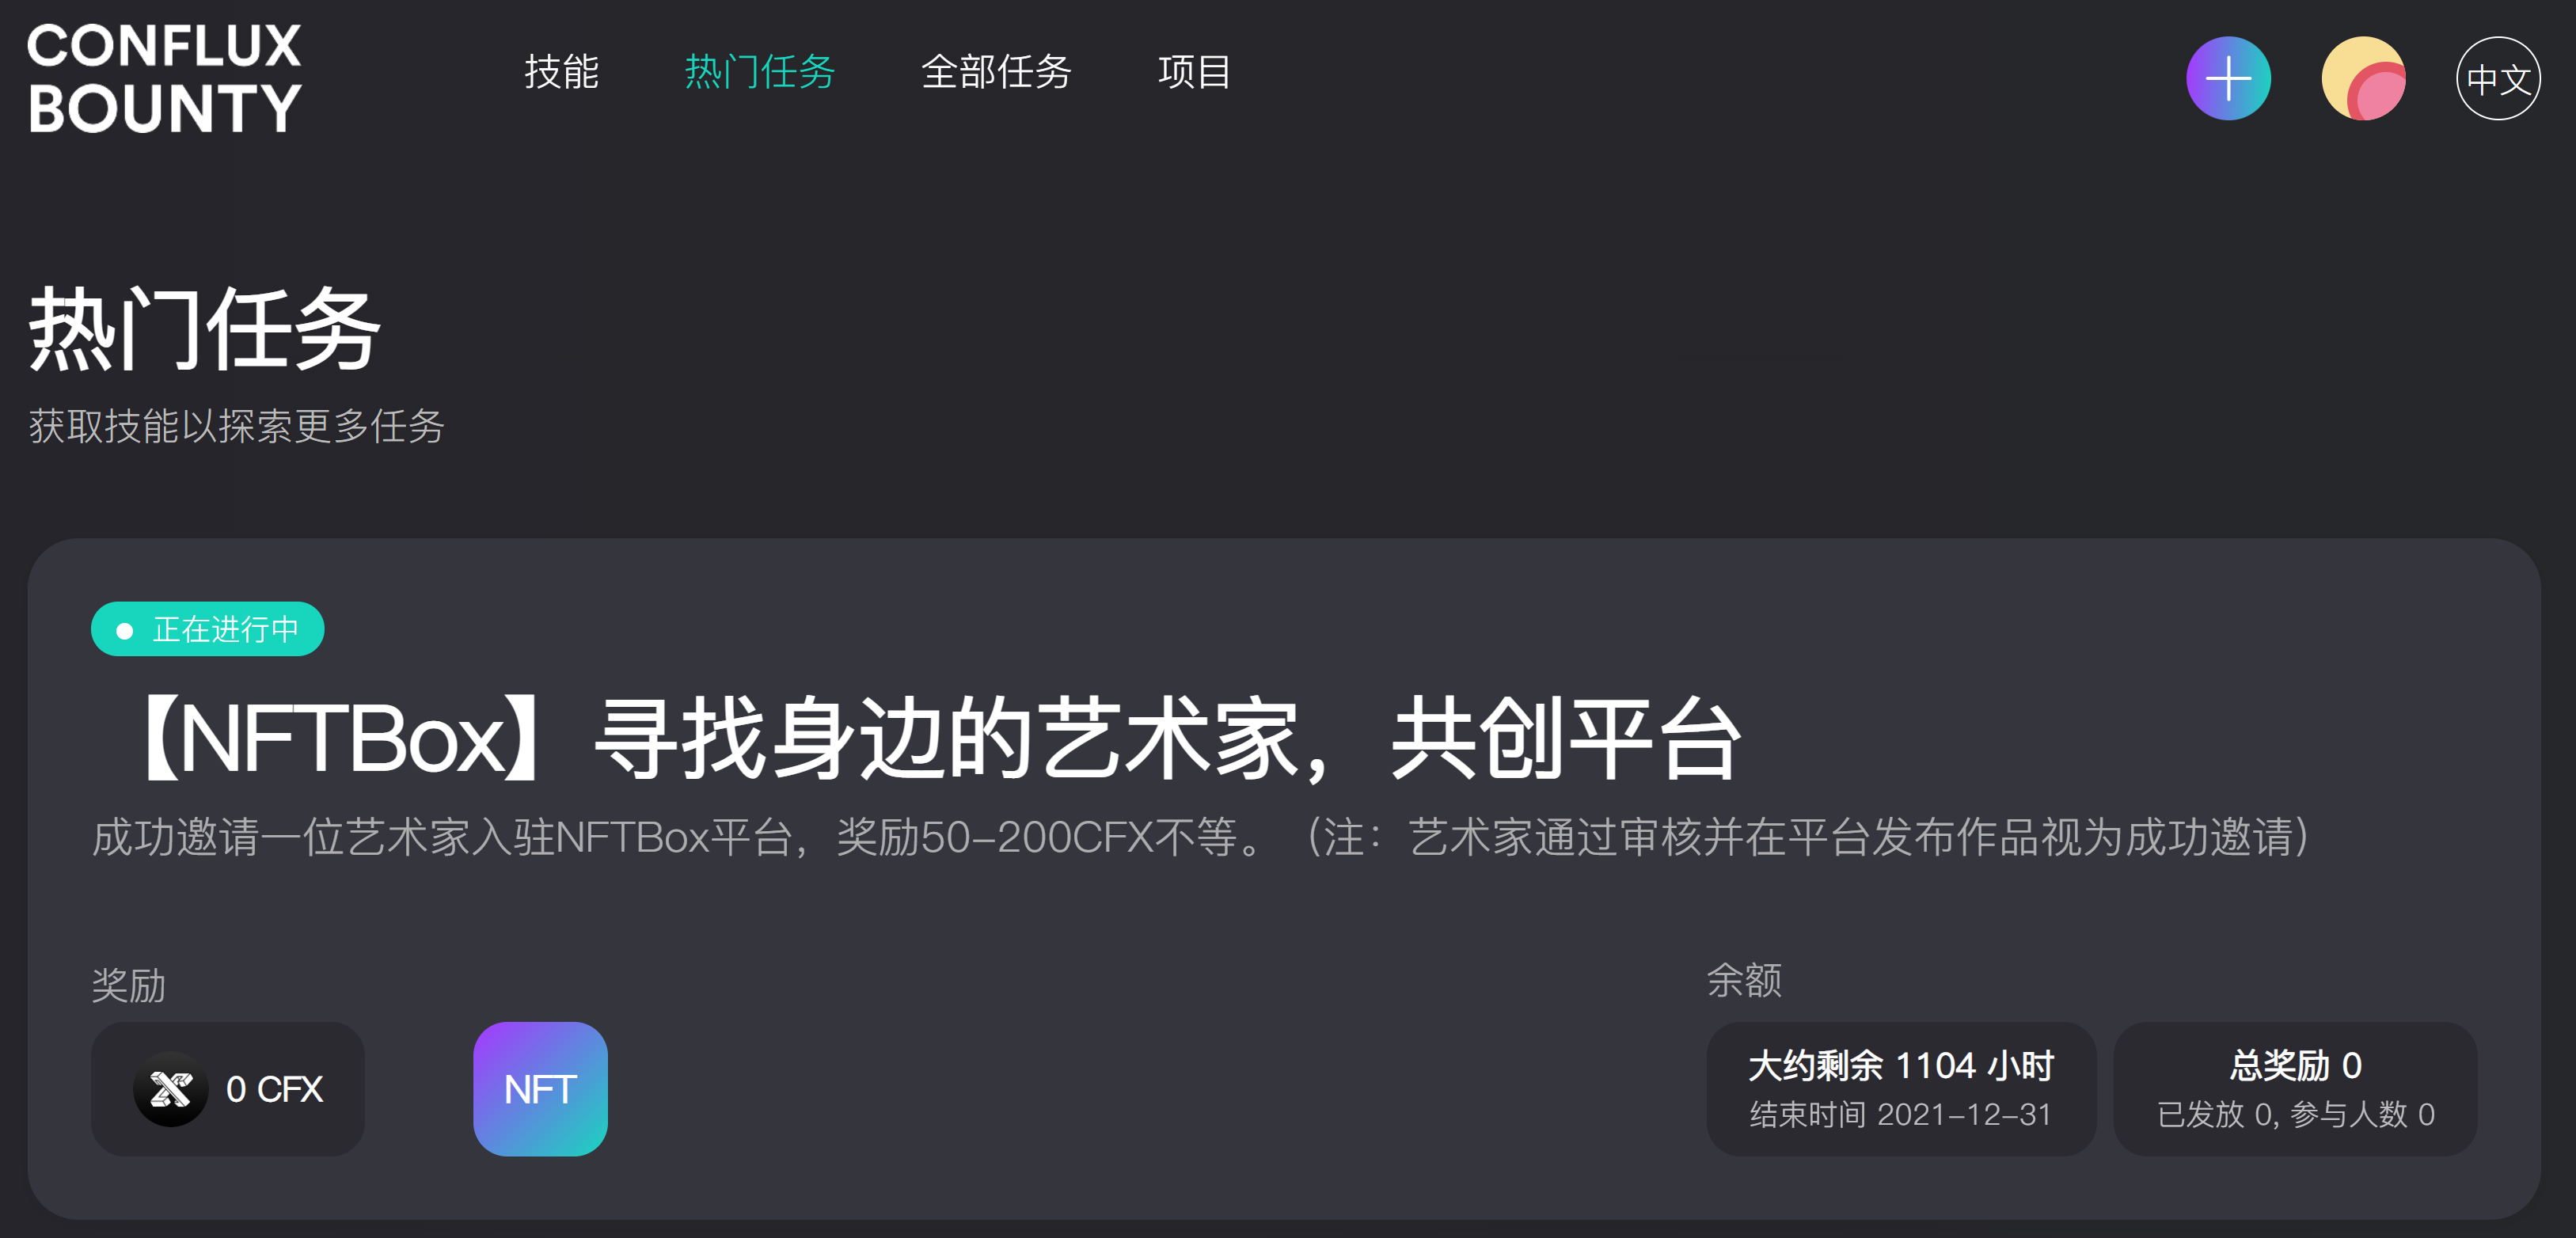 CONFLUX
BOUNTY
技能 热门任务 全部任务 项目 中文
热门任务
获取技能以探索更多任务
正在进行中
【NFTBox】寻找身边的艺术家，共创平台
成功邀请一位艺术家入驻NFTBox平台，奖励50-200CFX不等。（注：艺术家通过审核并在平台发布作品视为成功邀请）
奖励
0 CFX
NFT
余额
大约剩余 1104 小时
结束时间 2021-12-31
总奖励 0
已发放 0, 参与人数 0